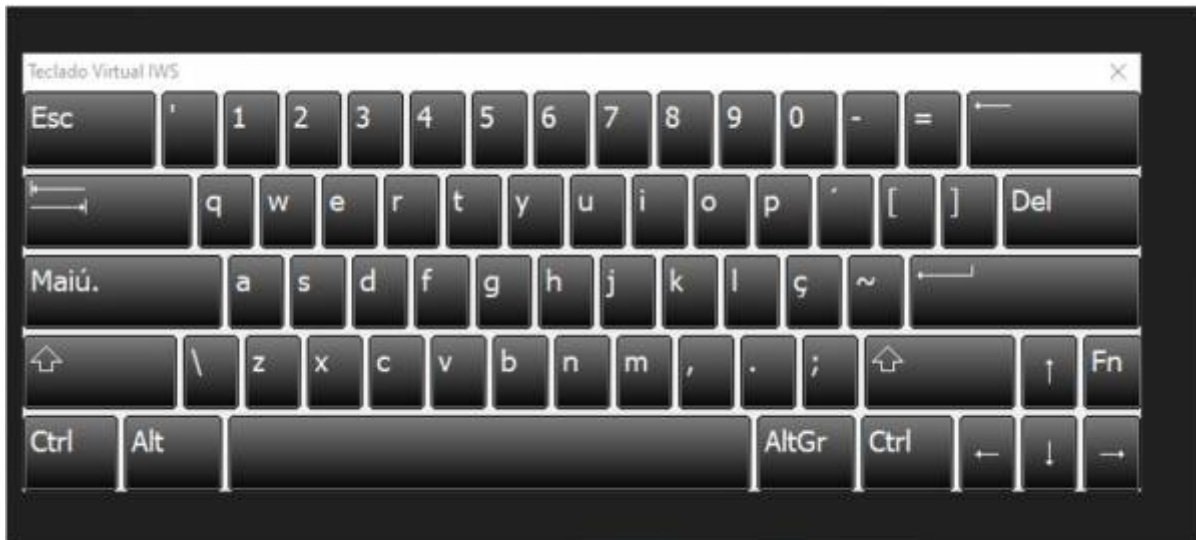 Teclado Virtual IWS
Esc ' 1 2 3 4 5 6 7 8 9 0 - = ←
q w e r t y u i o p ´ [ ] Del
Maiú. a s d f g h j k l ç ~
\ z x c v b n m , . ; ↑ Fn
Ctrl Alt AltGr Ctrl ← ↓ →